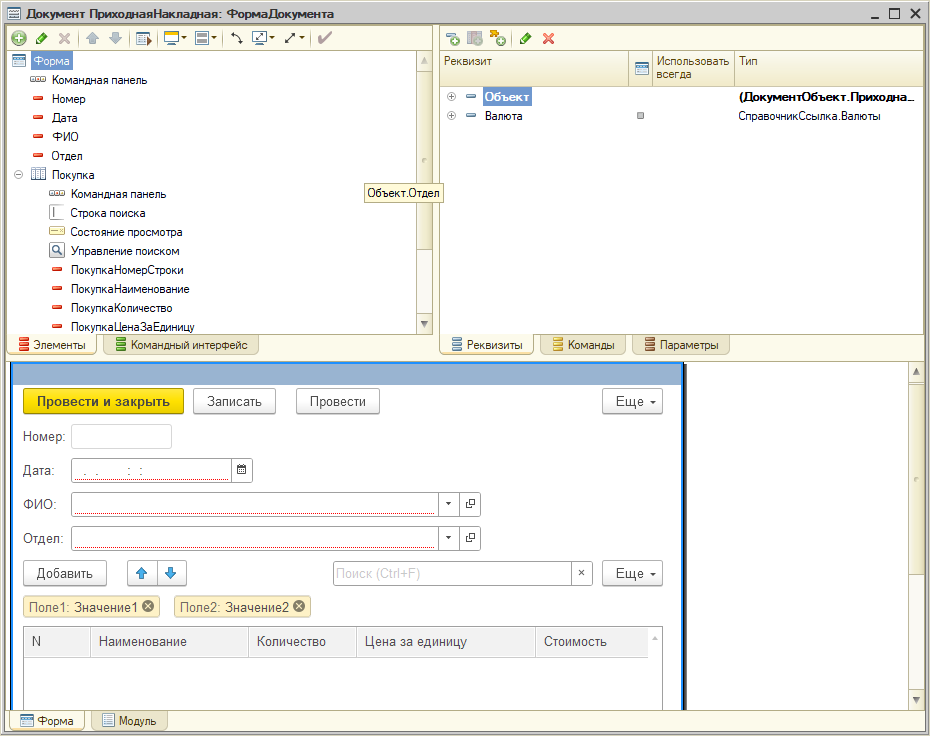 Документ ПриходнаяНакладная: ФормаДокумента
Форма
Командная панель
Номер
Дата
ФИО
Отдел
Покупка
Командная панель
Строка поиска
Состояние просмотра
Управление поиском
ПокупкаНомерСтроки
ПокупкаНаименование
ПокупкаКоличество
ПокупкаЦенаЗаЕдиницу
Объект.Отдел
Элементы
Командный интерфейс
Реквизит
Использовать всегда
Тип
Объект
(ДокументОбъект.Приходна...
Валюта
СправочникСсылка.Валюты
Реквизиты
Команды
Параметры
Провести и закрыть
Записать
Провести
Еще
Номер:
Дата:
. . : :
ФИО:
Отдел:
Добавить
Поиск (Ctrl+F)
×
Еще
Поле1: Значение1
Поле2: Значение2
N
Наименование
Количество
Цена за единицу
Стоимость
Форма
Модуль